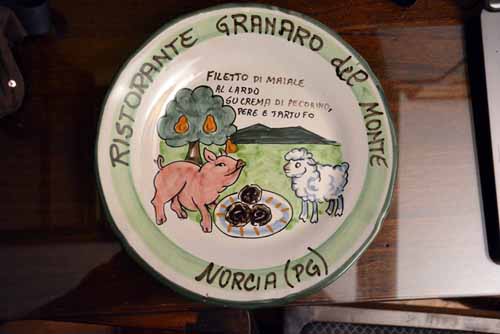 RISTORANTE GRANARO del MONTE
FILETTO DI MAIALE
AL LARDO
SU CREMA DI PECORINO,
PERE E TARTUFO
NORCIA (PG)